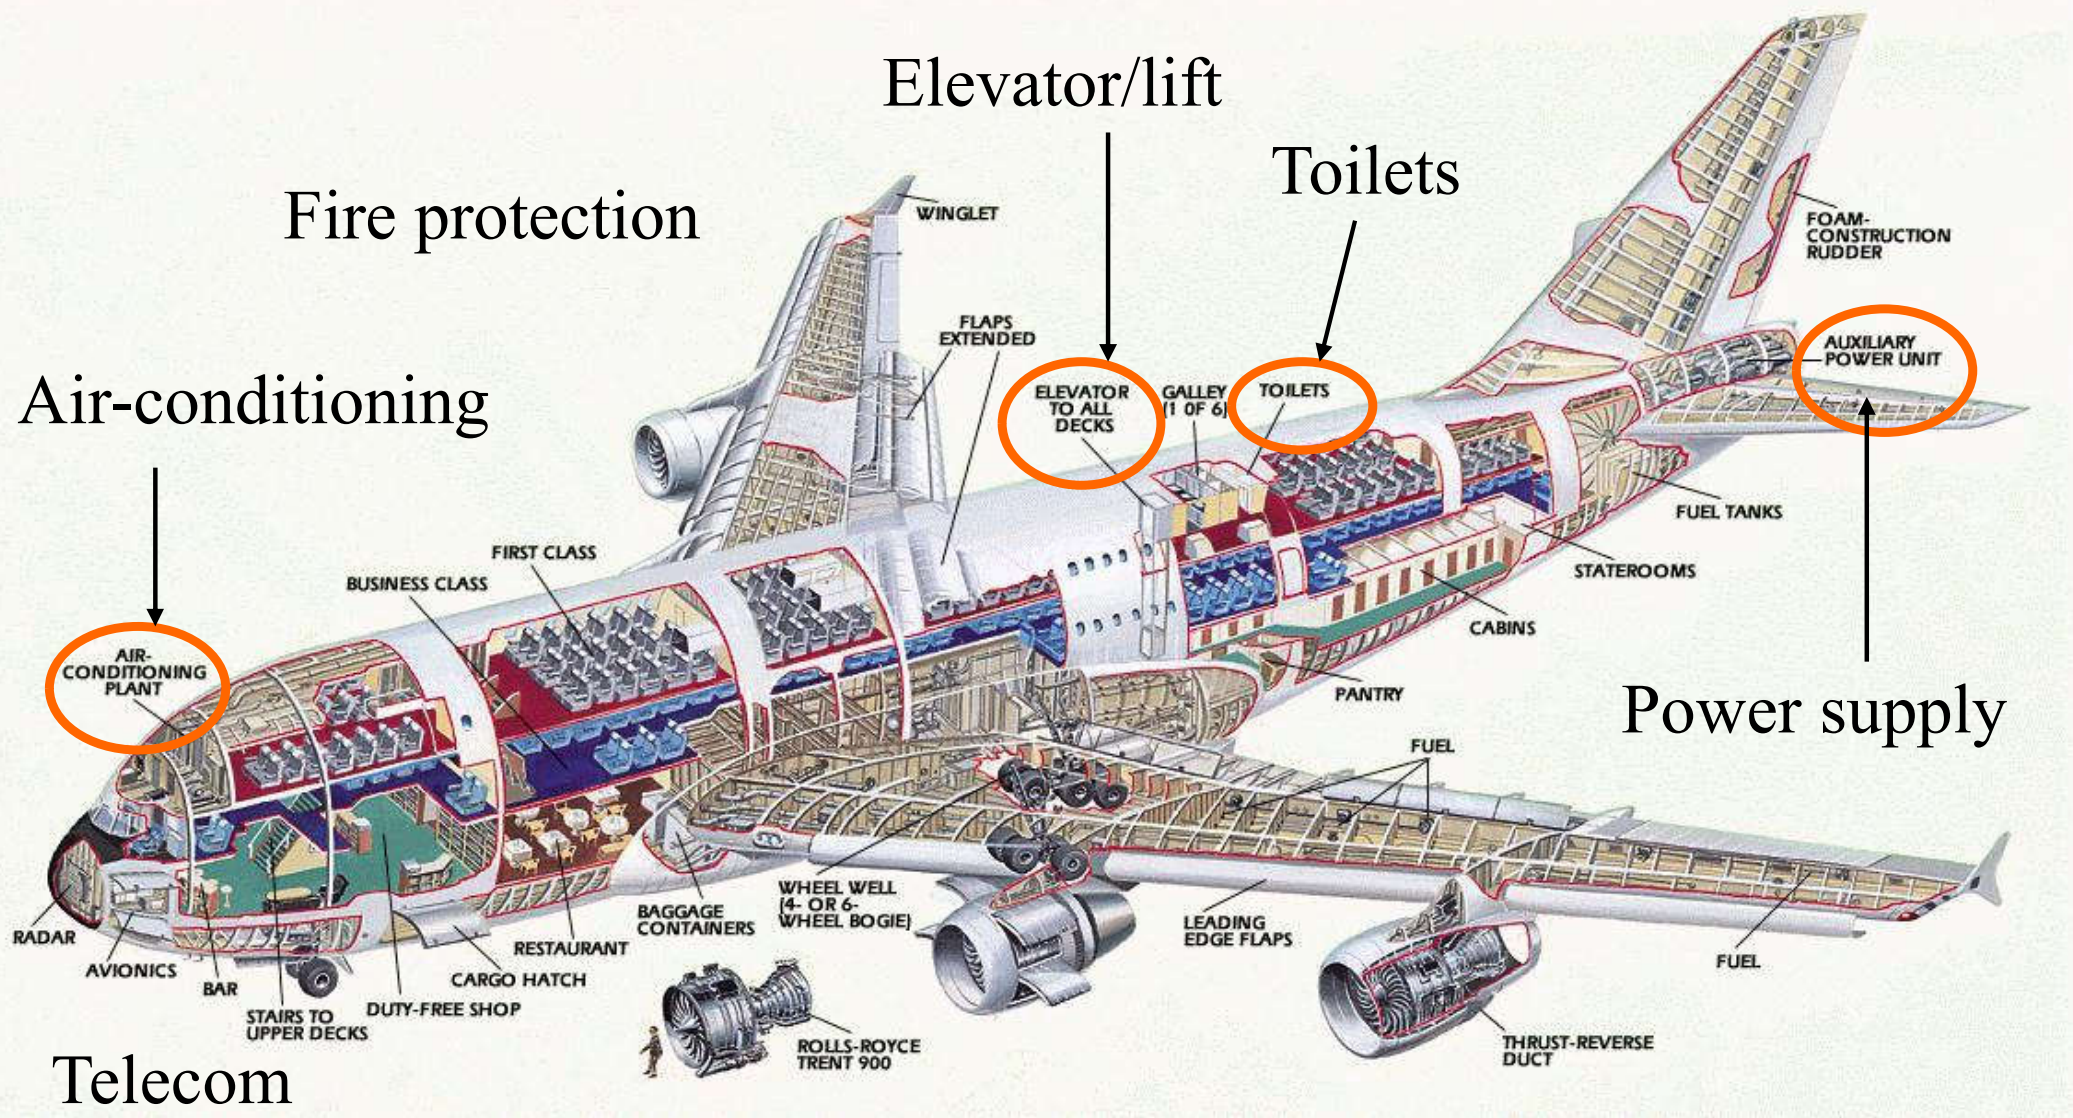 Elevator/lift
Toilets
Fire protection
WINGLET
FOAM-
CONSTRUCTION
RUDDER
FLAPS
EXTENDED
AUXILIARY
POWER UNIT
Air-conditioning
ELEVATOR
TO ALL
DECKS
GALLEY
(1 OF 6)
TOILETS
FUEL TANKS
FIRST CLASS
BUSINESS CLASS
STATEROOMS
CABINS
AIR-
CONDITIONING
PLANT
PANTRY
Power supply
FUEL
WHEEL WELL
(4- OR 6-
WHEEL BOGIE)
BAGGAGE
CONTAINERS
LEADING
EDGE FLAPS
RADAR
RESTAURANT
AVIONICS
CARGO HATCH
FUEL
BAR
DUTY-FREE SHOP
STAIRS TO
UPPER DECKS
ROLLS-ROYCE
TRENT 900
THRUST-REVERSE
DUCT
Telecom